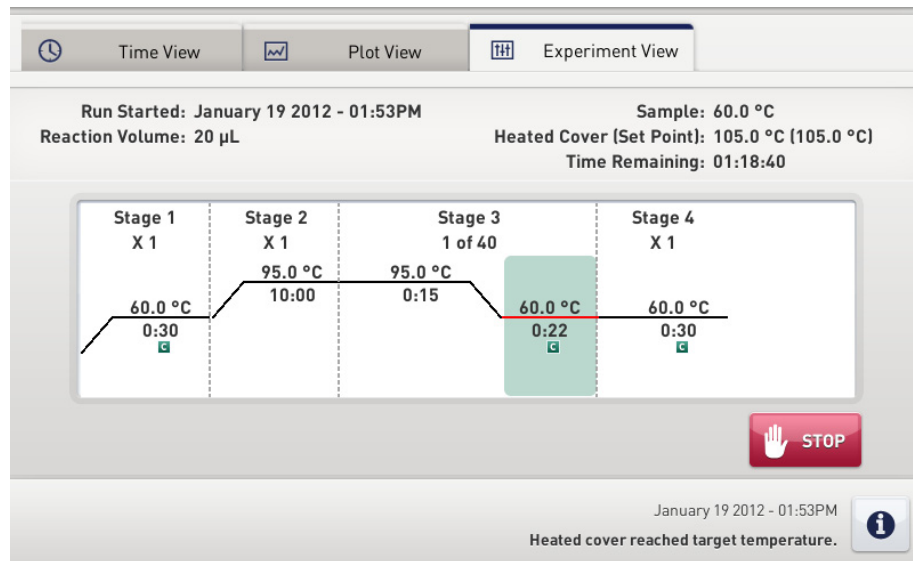 Time View
Plot View
Experiment View
Run Started: January 19 2012 - 01:53PM
Reaction Volume: 20 µL
Sample: 60.0 °C
Heated Cover (Set Point): 105.0 °C (105.0 °C)
Time Remaining: 01:18:40
Stage 1
X 1
60.0 °C
0:30
C
Stage 2
X 1
95.0 °C
10:00
Stage 3
1 of 40
95.0 °C
0:15
60.0 °C
0:22
C
Stage 4
X 1
60.0 °C
0:30
C
STOP
January 19 2012 - 01:53PM
Heated cover reached target temperature.
i